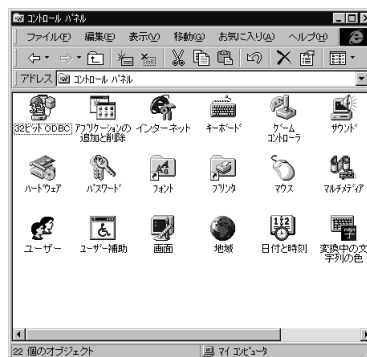 ｺﾝﾄﾛｰﾙ ﾊﾟﾈﾙ
ファイル(F) 編集(E) 表示(V) 移動(G) お気に入り(A) ヘルプ(H)
アドレス ｺﾝﾄﾛｰﾙ ﾊﾟﾈﾙ
32ﾋﾞｯﾄ ODBC ｱﾌﾟﾘｹｰｼｮﾝの インターネット ｷｰﾎﾞｰﾄﾞ ｹﾞｰﾑ ｻｳﾝﾄﾞ
追加と削除 ｺﾝﾄﾛｰﾗ
ﾊｰﾄﾞｳｪｱ ﾊﾟｽﾜｰﾄﾞ ﾌｫﾝﾄ ﾌﾟﾘﾝﾀ ﾏｳｽ ﾏﾙﾁﾒﾃﾞｨｱ
ユーザー ﾕｰｻﾞｰ補助 画面 地域 日付と時刻 変換中の文
字列の色
22 個のオブジェクト ﾏｲ ｺﾝﾋﾟｭｰﾀ